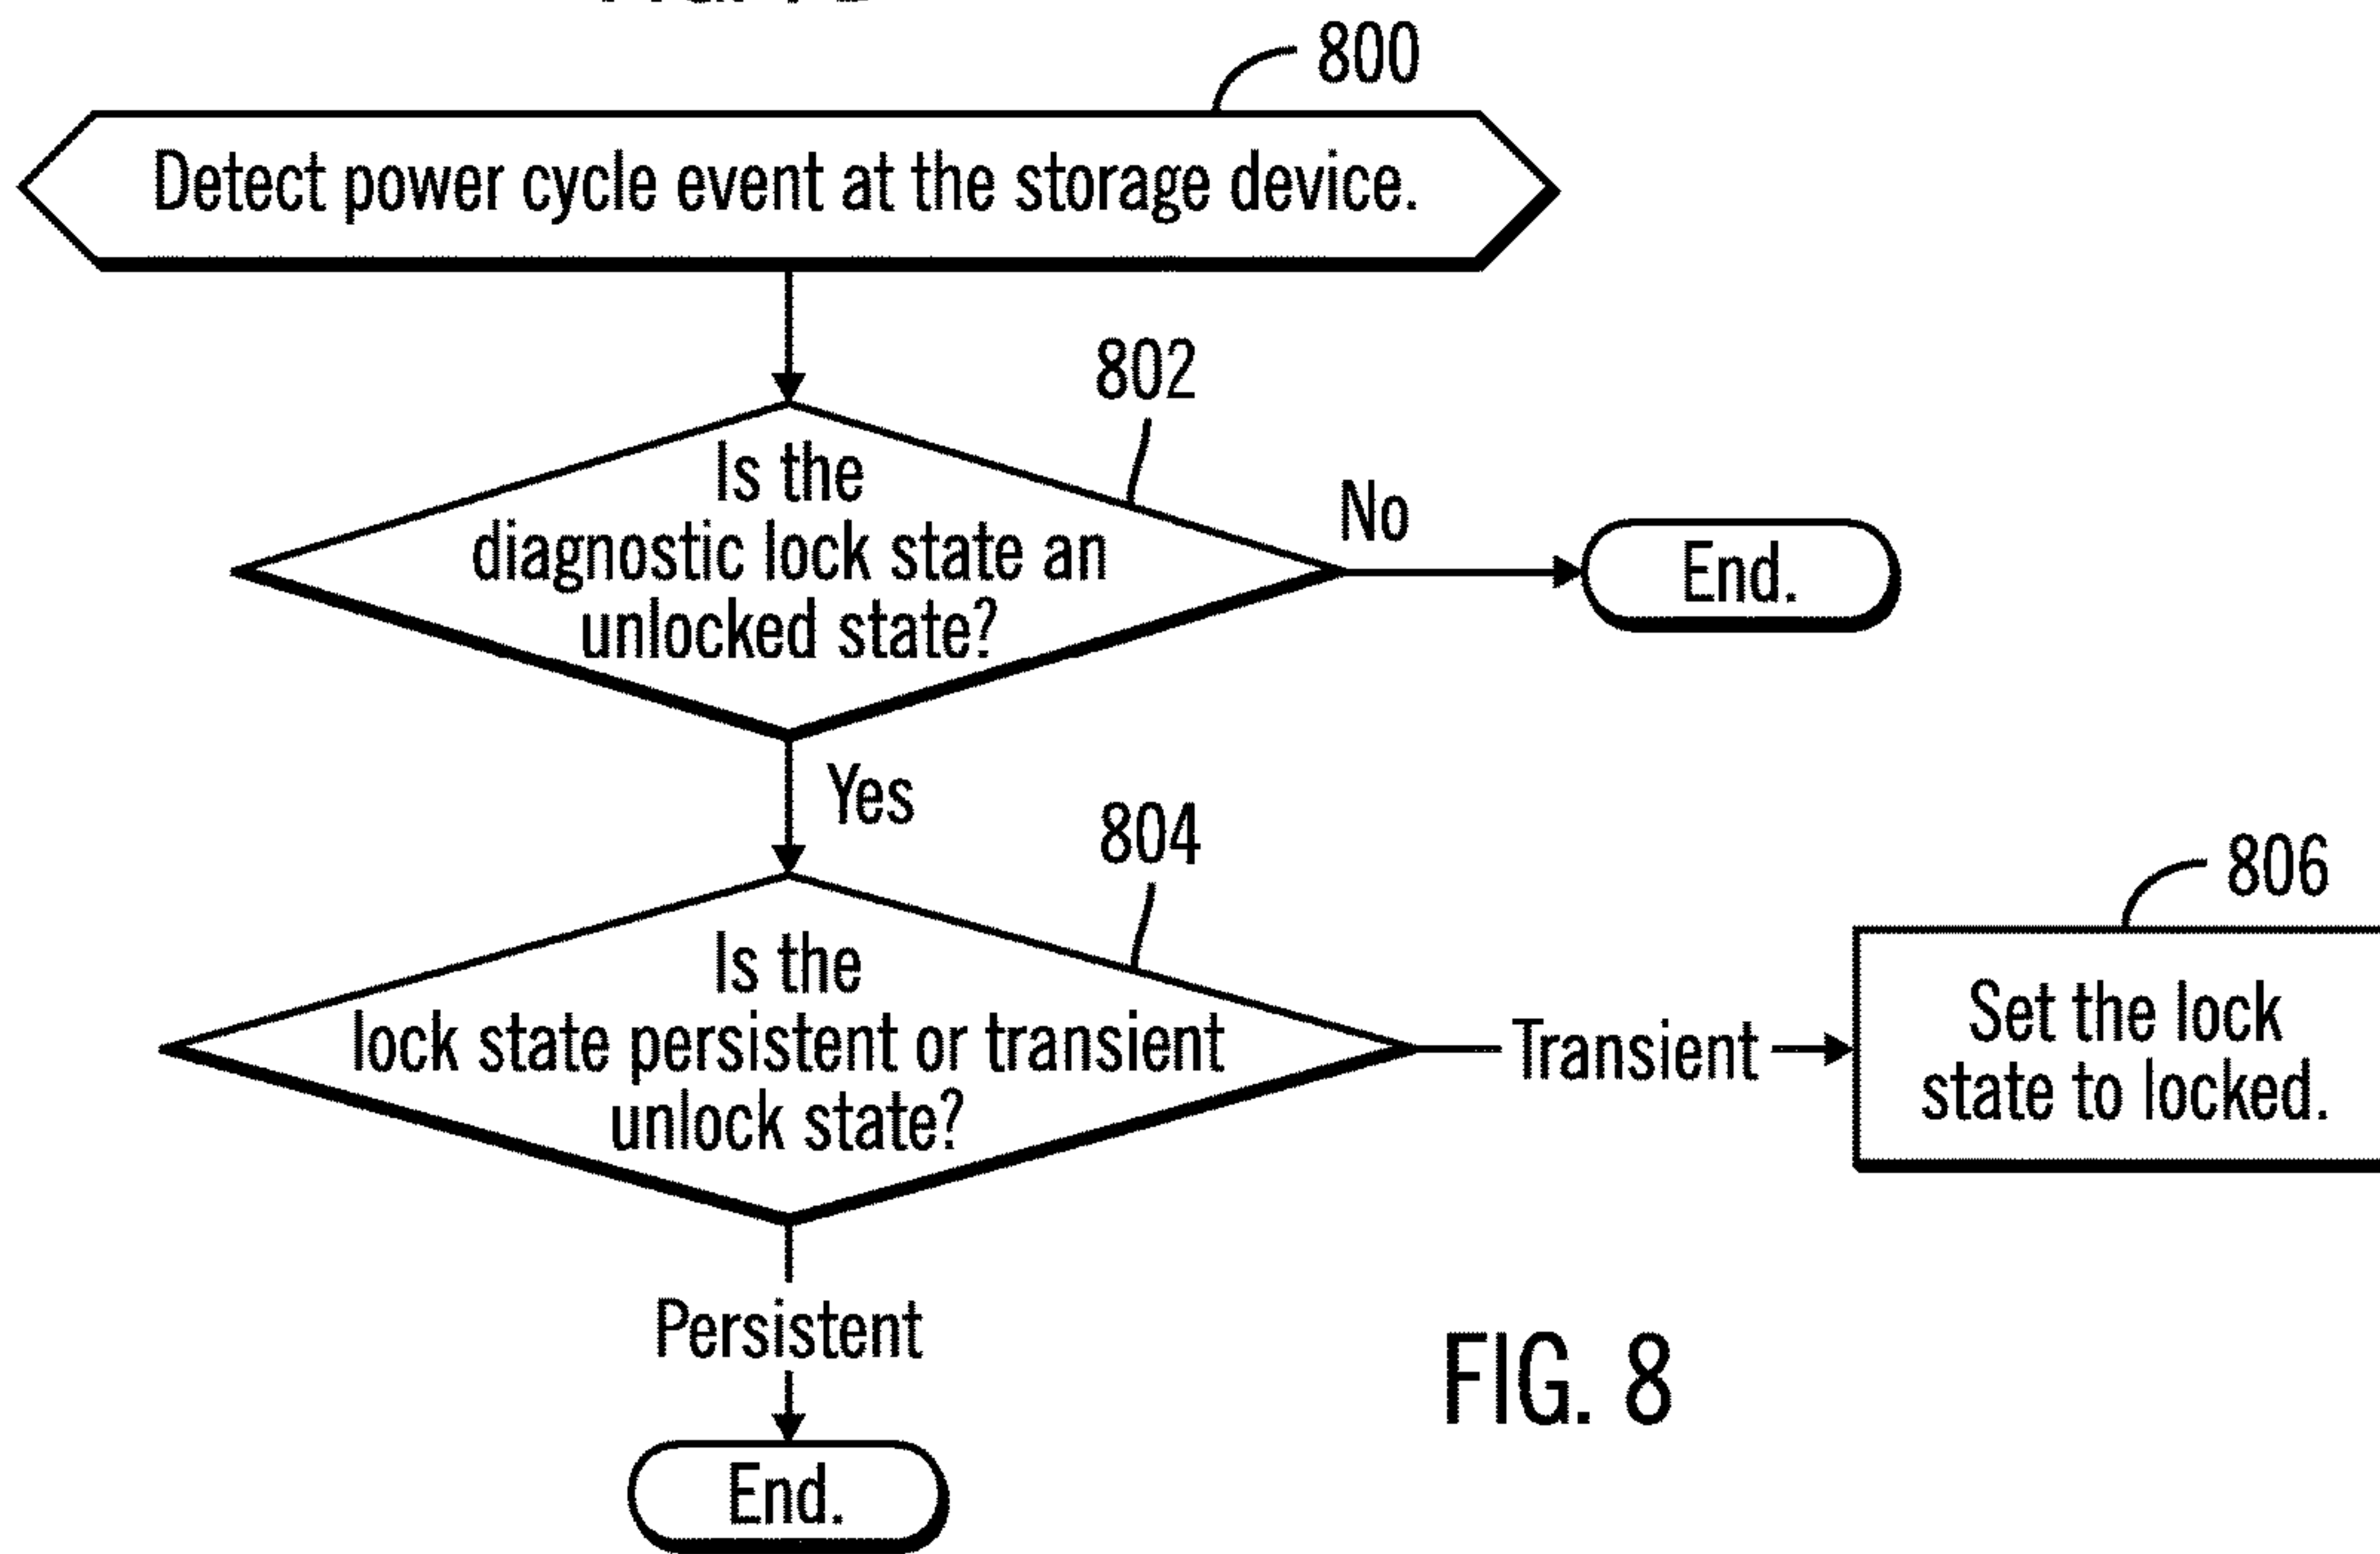 800
Detect power cycle event at the storage device.
802
Is the
diagnostic lock state an
unlocked state?
No
End.
Yes
804
Is the
lock state persistent or transient
unlock state?
Transient
806
Set the lock
state to locked.
Persistent
End.
FIG. 8